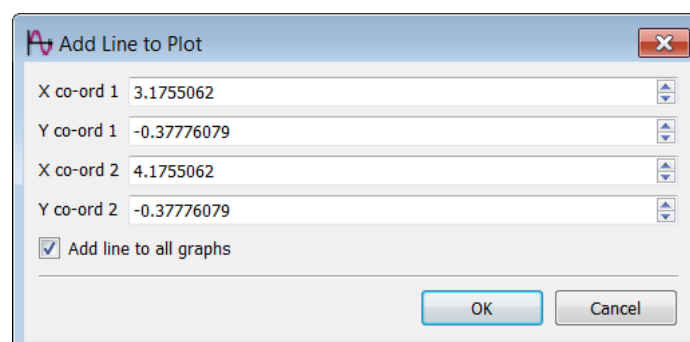 Add Line to Plot
X co-ord 1 3.1755062
Y co-ord 1 -0.37776079
X co-ord 2 4.1755062
Y co-ord 2 -0.37776079
Add line to all graphs
OK Cancel